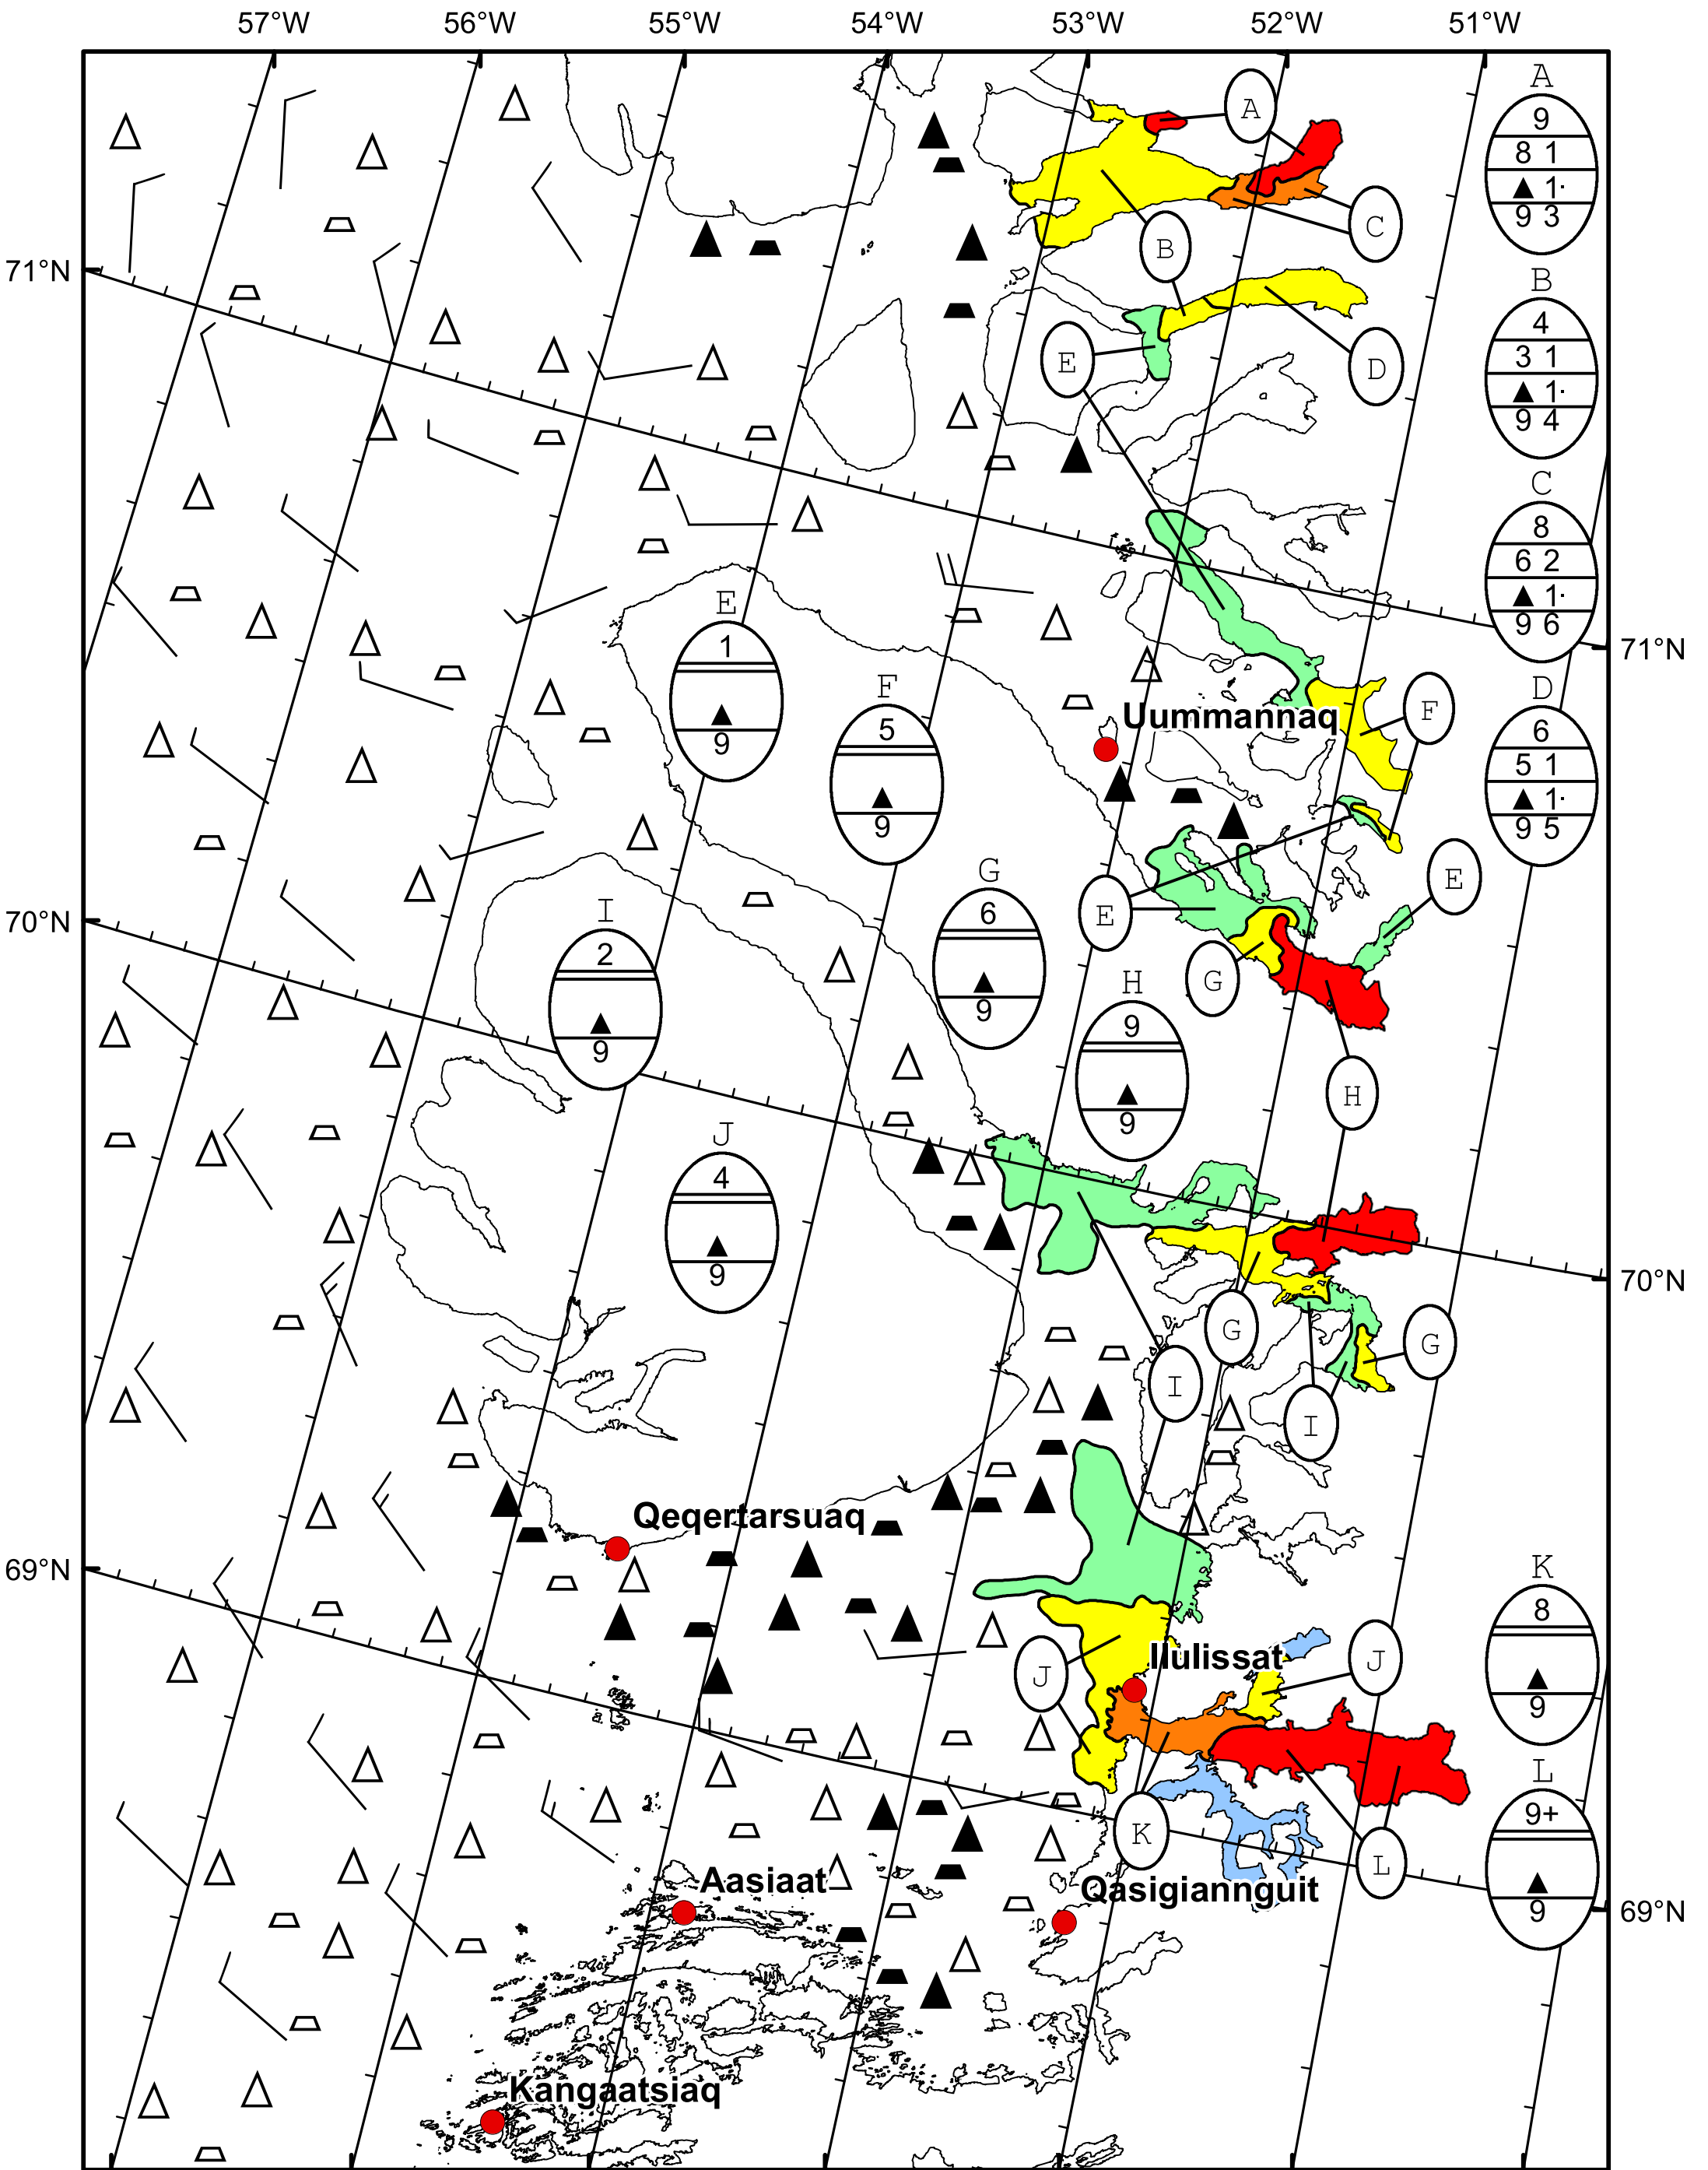 57°W 56°W 55°W 54°W 53°W 52°W 51°W
A
9
8 1
▲ 1·
9 3
A
C
B
71°N
B
4
3 1
▲ 1·
9 4
E
D
C
8
6 2
▲ 1·
9 6
71°N
E
1
▲
9
F
5
▲
9
D
6
5 1
▲ 1·
9 5
Uummannaq
F
E
E
70°N
G
6
▲
9
I
2
▲
9
G
H
9
▲
9
H
J
4
▲
9
70°N
G
G
I
I
Qeqertarsuaq
69°N
K
8
▲
9
Ilulissat
J
J
L
9+
▲
9
K
L
Aasiaat
Qasigiannguit
69°N
Kangaatsiaq